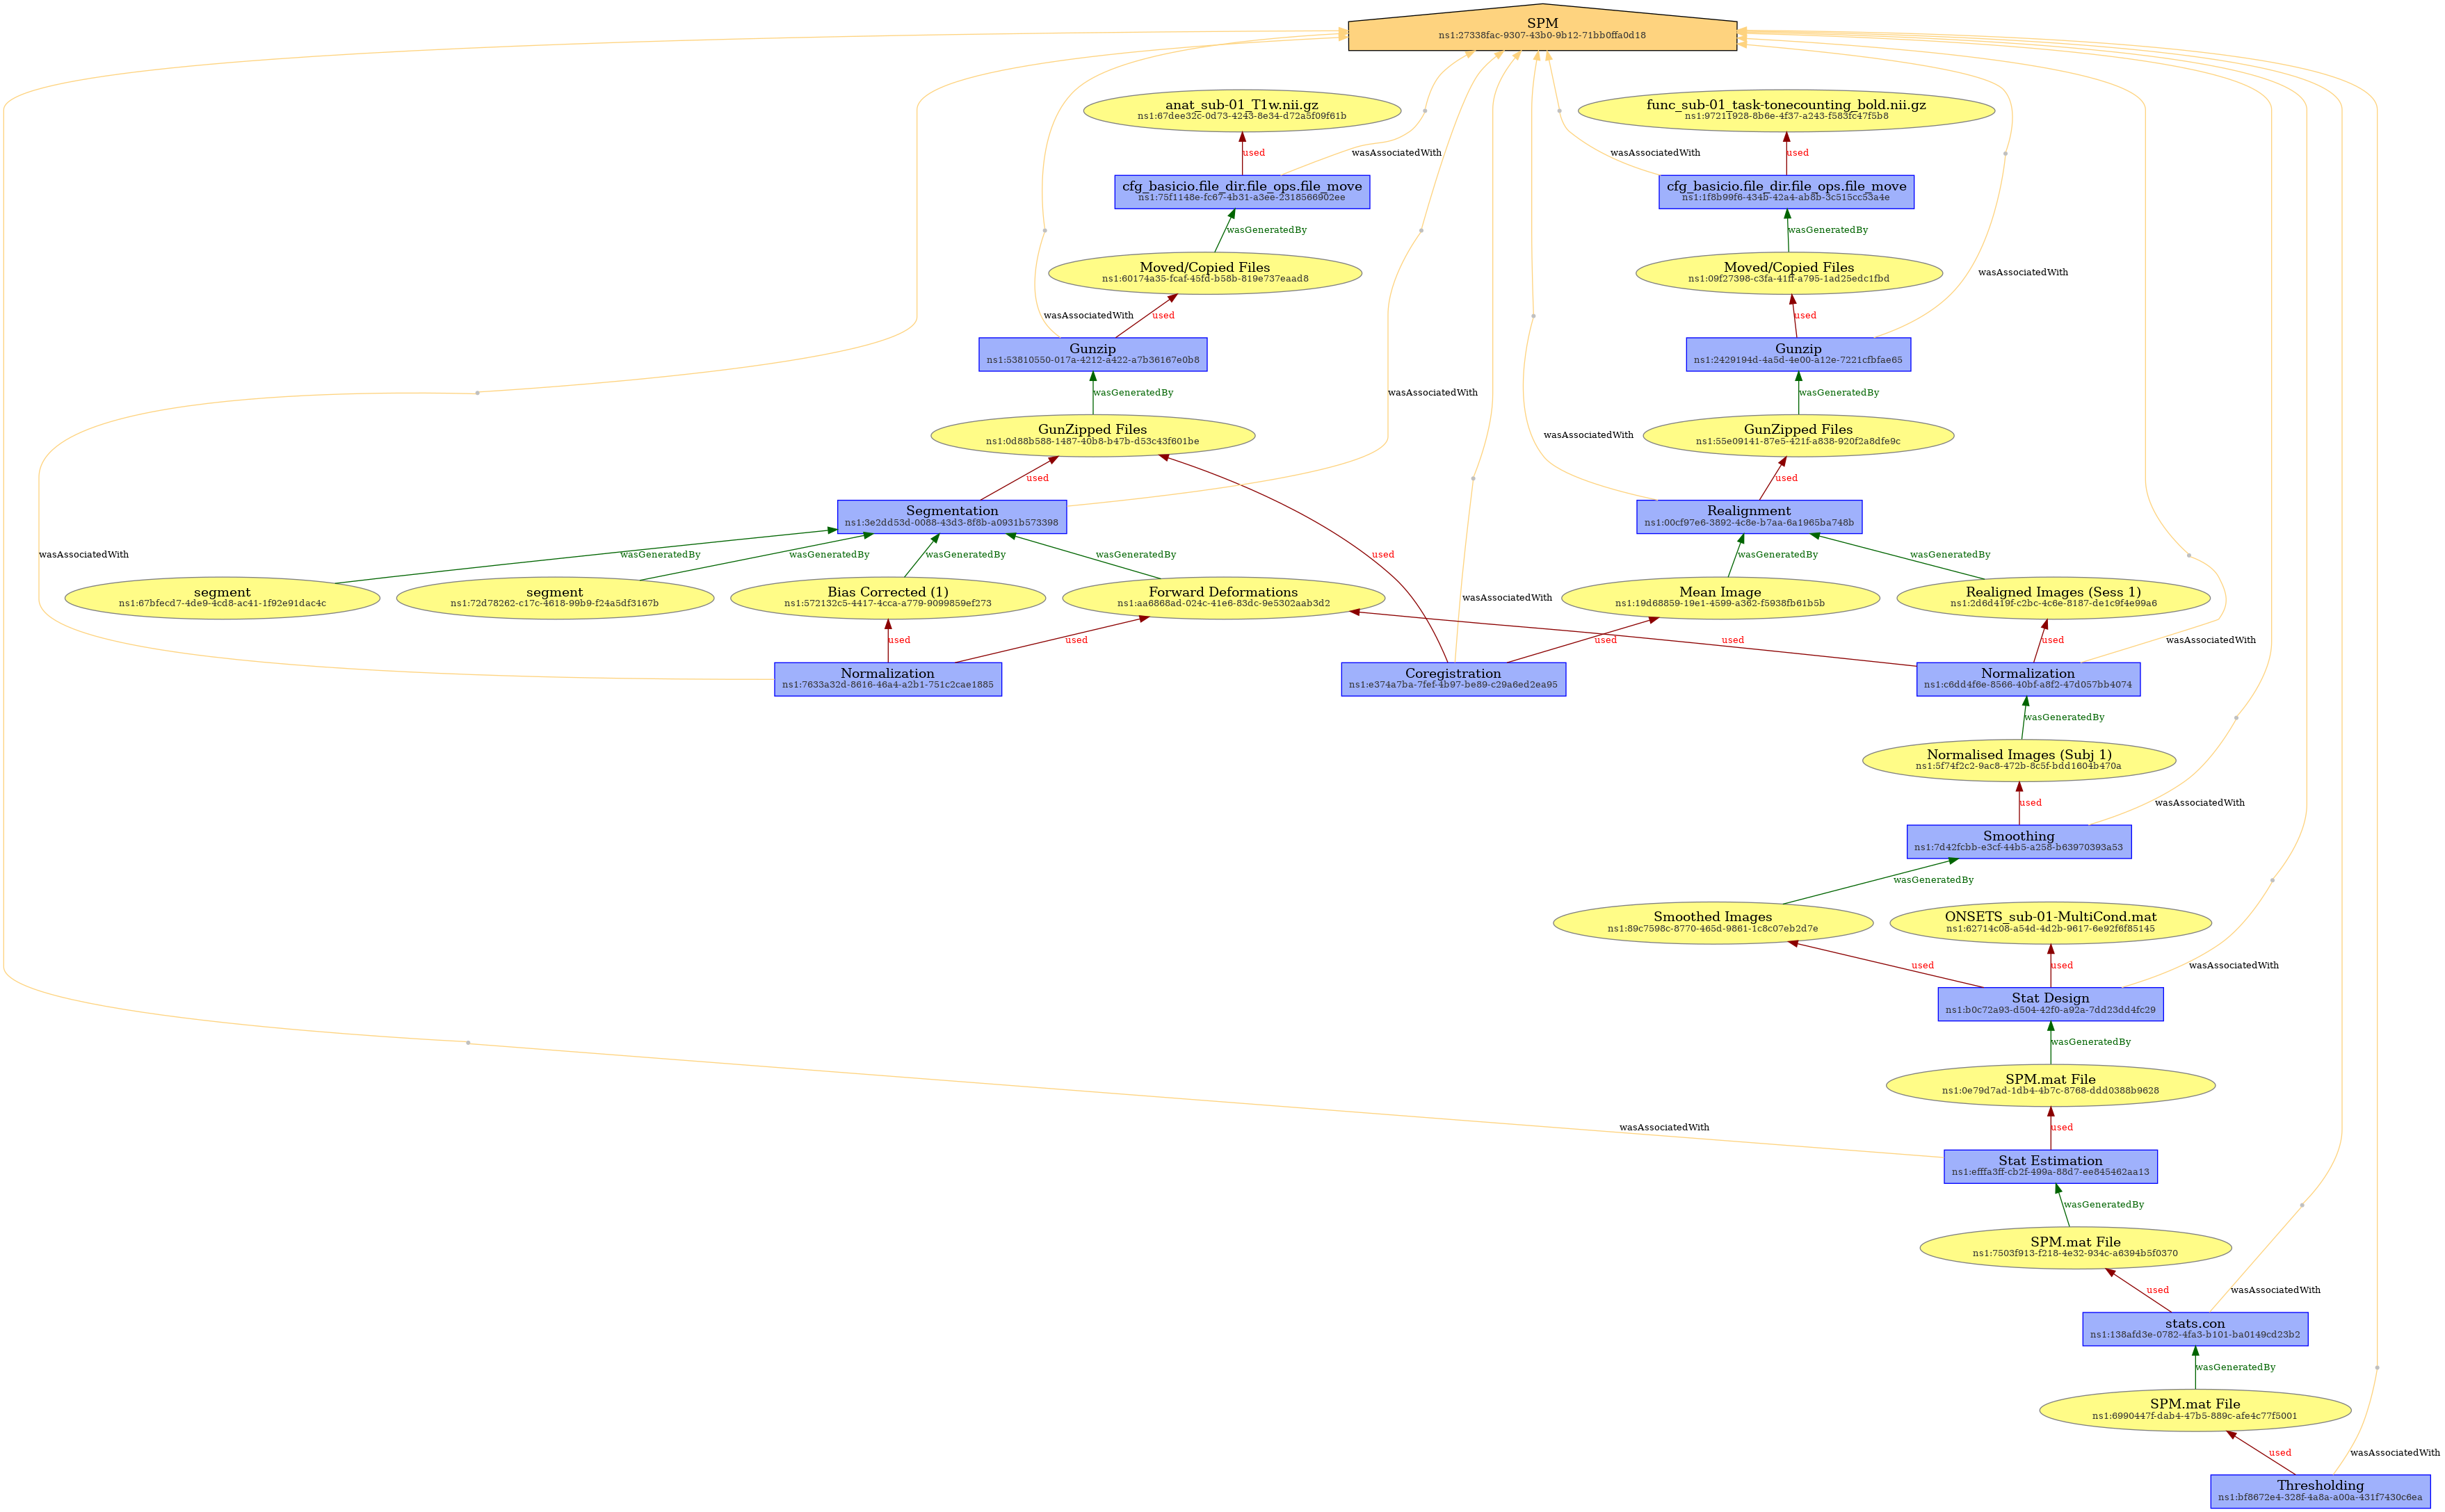 SPM
ns1:27338fac-9307-43b0-9b12-71bb0ffa0d18
anat_sub-01_T1w.nii.gz
ns1:67dee32c-0d73-4243-8e34-d72a5f09f61b
func_sub-01_task-tonecounting_bold.nii.gz
ns1:97211928-8b6e-4f37-a243-f583fc47f5b8
used
wasAssociatedWith
wasAssociatedWith
used
cfg_basicio.file_dir.file_ops.file_move
ns1:75f1148e-fc67-4b31-a3ee-2318566902ee
cfg_basicio.file_dir.file_ops.file_move
ns1:1f8b99f6-434b-42a4-ab8b-3c515cc53a4e
wasGeneratedBy
wasGeneratedBy
Moved/Copied Files
ns1:60174a35-fcaf-45fd-b58b-819e737eaad8
Moved/Copied Files
ns1:09f27398-c3fa-41ff-a795-1ad25edc1fbd
wasAssociatedWith
wasAssociatedWith
used
used
Gunzip
ns1:53810550-017a-4212-a422-a7b36167e0b8
Gunzip
ns1:2429194d-4a5d-4e00-a12e-7221cfbfae65
wasGeneratedBy
wasAssociatedWith
wasGeneratedBy
GunZipped Files
ns1:0d88b588-1487-40b8-b47b-d53c43f601be
wasAssociatedWith
GunZipped Files
ns1:55e09141-87e5-421f-a838-920f2a8dfe9c
used
used
Segmentation
ns1:3e2dd53d-0088-43d3-8f8b-a0931b573398
Realignment
ns1:00cf97e6-3892-4c8e-b7aa-6a1965ba748b
wasAssociatedWith
wasGeneratedBy
wasGeneratedBy
wasGeneratedBy
wasGeneratedBy
used
wasGeneratedBy
wasGeneratedBy
segment
ns1:67bfecd7-4de9-4cd8-ac41-1f92e91dac4c
segment
ns1:72d78262-c17c-4618-99b9-f24a5df3167b
Bias Corrected (1)
ns1:572132c5-4417-4cca-a779-9099859ef273
Forward Deformations
ns1:aa6868ad-024c-41e6-83dc-9e5302aab3d2
wasAssociatedWith
Mean Image
ns1:19d68859-19e1-4599-a362-f5938fb61b5b
Realigned Images (Sess 1)
ns1:2d6d419f-c2bc-4c6e-8187-de1c9f4e99a6
used
used
used
used
used
wasAssociatedWith
Normalization
ns1:7633a32d-8616-46a4-a2b1-751c2cae1885
Coregistration
ns1:e374a7ba-7fef-4b97-be89-c29a6ed2ea95
Normalization
ns1:c6dd4f6e-8566-40bf-a8f2-47d057bb4074
wasGeneratedBy
Normalised Images (Subj 1)
ns1:5f74f2c2-9ac8-472b-8c5f-bdd1604b470a
used
wasAssociatedWith
Smoothing
ns1:7d42fcbb-e3cf-44b5-a258-b63970393a53
wasGeneratedBy
Smoothed Images
ns1:89c7598c-8770-465d-9861-1c8c07eb2d7e
ONSETS_sub-01-MultiCond.mat
ns1:62714c08-a54d-4d2b-9617-6e92f6f85145
used
used
wasAssociatedWith
Stat Design
ns1:b0c72a93-d504-42f0-a92a-7dd23dd4fc29
wasGeneratedBy
SPM.mat File
ns1:0e79d7ad-1db4-4b7c-8768-ddd0388b9628
wasAssociatedWith
used
Stat Estimation
ns1:efffa3ff-cb2f-499a-88d7-ee845462aa13
wasGeneratedBy
SPM.mat File
ns1:7503f913-f218-4e32-934c-a6394b5f0370
used
wasAssociatedWith
stats.con
ns1:138afd3e-0782-4fa3-b101-ba0149cd23b2
wasGeneratedBy
SPM.mat File
ns1:6990447f-dab4-47b5-889c-afe4c77f5001
used
wasAssociatedWith
Thresholding
ns1:bf8672e4-328f-4a8a-a00a-431f7430c6ea